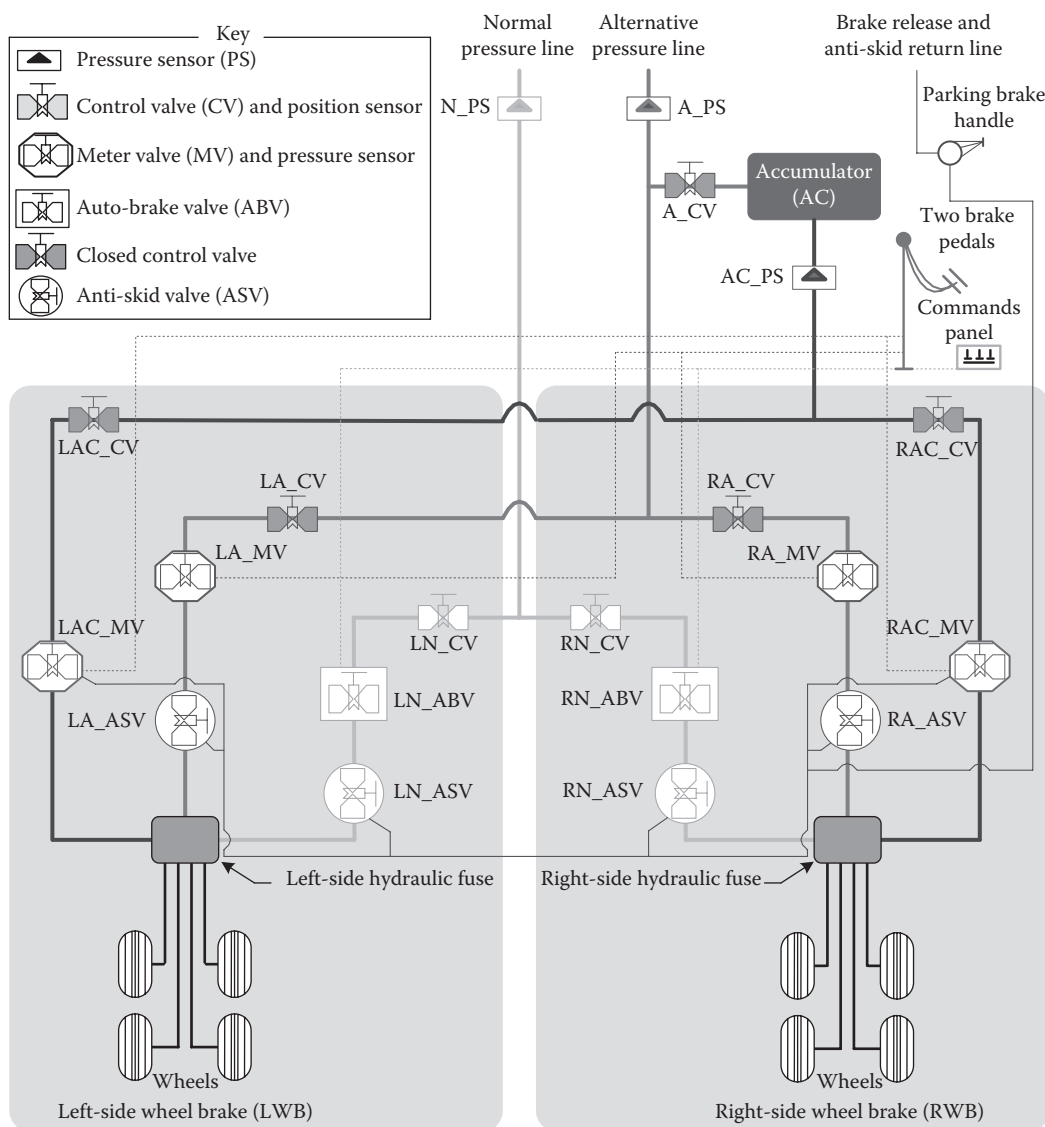 Key
Pressure sensor (PS)
Control valve (CV) and position sensor
Meter valve (MV) and pressure sensor
Auto-brake valve (ABV)
Closed control valve
Anti-skid valve (ASV)
Normal
pressure line
Alternative
pressure line
Brake release and
anti-skid return line
N_PS
A_PS
Parking brake
handle
Accumulator
(AC)
A_CV
Two brake
pedals
AC_PS
Commands
panel
LAC_CV
RAC_CV
LA_CV
RA_CV
LA_MV
RA_MV
LAC_MV
LN_CV
RN_CV
RAC_MV
LA_ASV
LN_ABV
RN_ABV
RA_ASV
LN_ASV
RN_ASV
Left-side hydraulic fuse
Right-side hydraulic fuse
Wheels
Wheels
Left-side wheel brake (LWB)
Right-side wheel brake (RWB)